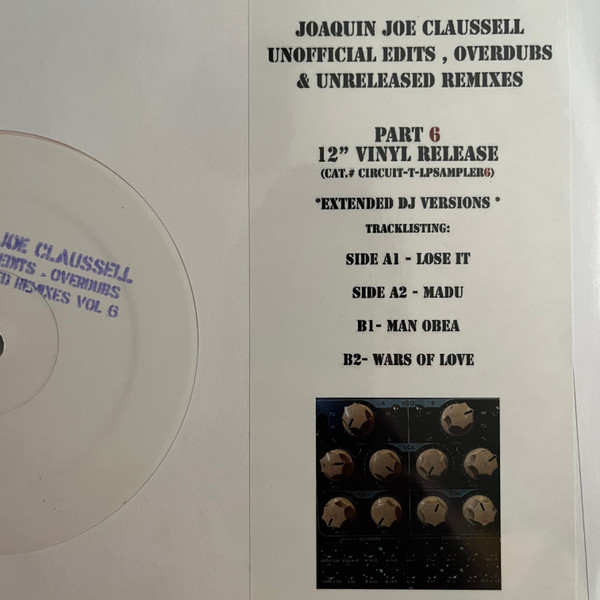 JOAQUIN JOE CLAUSSELL
UNOFFICIAL EDITS , OVERDUBS
& UNRELEASED REMIXES
PART 6
12” VINYL RELEASE
(CAT.# CIRCUIT-T-LPSAMPLER6)
*EXTENDED DJ VERSIONS *
TRACKLISTING:
SIDE A1 - LOSE IT
SIDE A2 - MADU
B1- MAN OBEA
B2- WARS OF LOVE
JOE CLAUSSELL
EDITS , OVERDUBS
REMIXES VOL 6